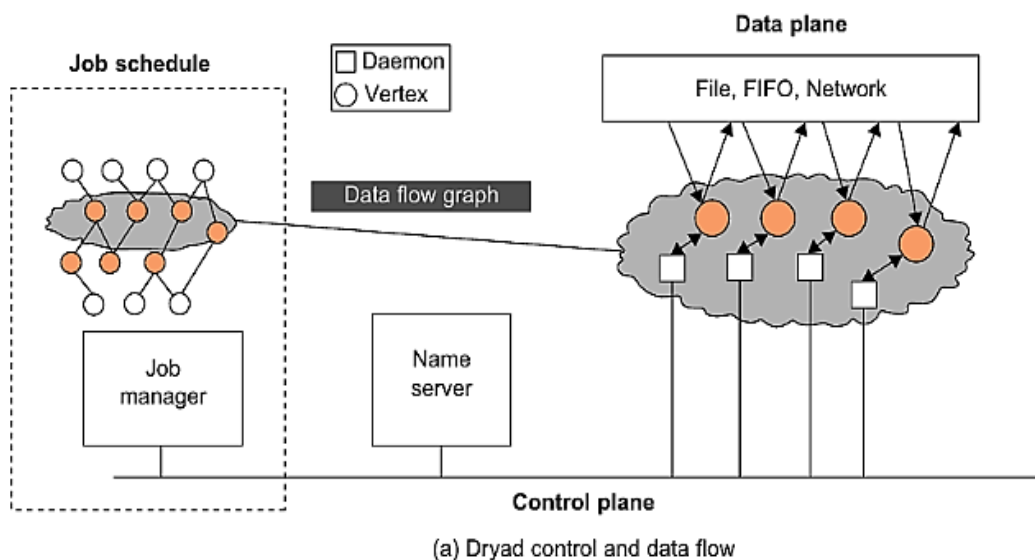 Data plane
Job schedule
Daemon
Vertex
File, FIFO, Network
Data flow graph
Job
manager
Name
server
Control plane
(a) Dryad control and data flow